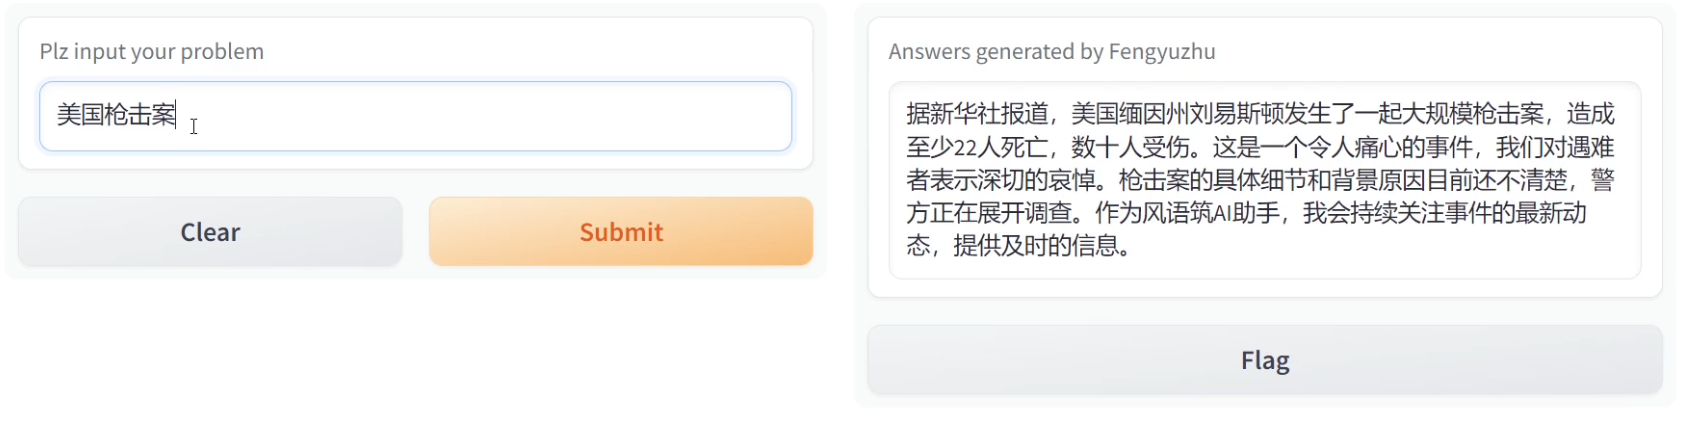 Plz input your problem
美国枪击案
Clear
Submit
Answers generated by Fengyuzhu
据新华社报道，美国缅因州刘易斯顿发生了一起大规模枪击案，造成
至少22人死亡，数十人受伤。这是一个令人痛心的事件，我们对遇难
者表示深切的哀悼。枪击案的具体细节和背景原因目前还不清楚，警
方正在展开调查。作为风语筑AI助手，我会持续关注事件的最新动
态，提供及时的信息。
Flag